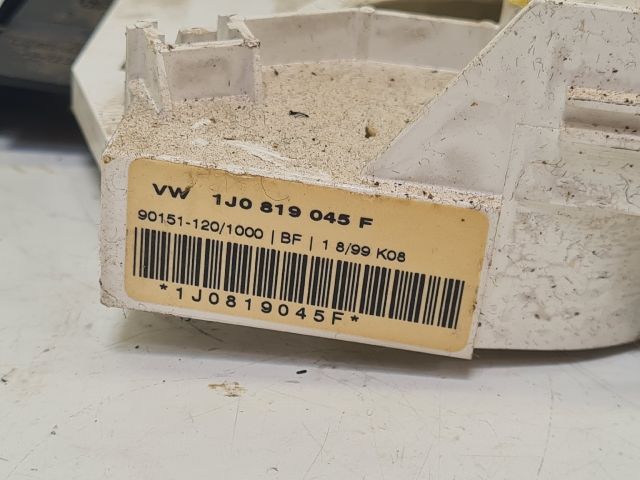 VW 1J0 819 045 F
90151-120/1000 | BF | 1 8/99 K08
*1J0819045F*